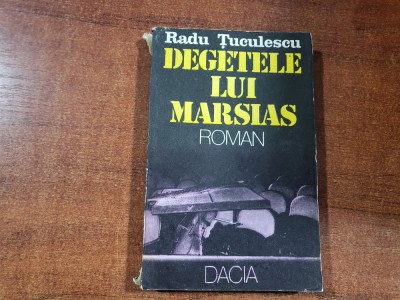 Radu Țuculescu
DEGETELE
LUI
MARSIAS
ROMAN
DACIA